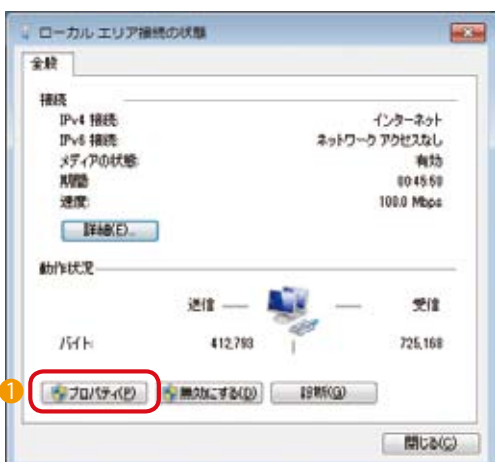 ローカル エリア接続の状態
全般
接続
IPv4 接続: インターネット
IPv6 接続: ネットワーク アクセスなし
メディアの状態: 有効
期間: 00:45:50
速度: 100.0 Mbps
詳細(E)...
動作状況
送信 — — 受信
バイト: 412,793 725,168
1 プロパティ(P) 無効にする(D) 診断(G)
閉じる(C)